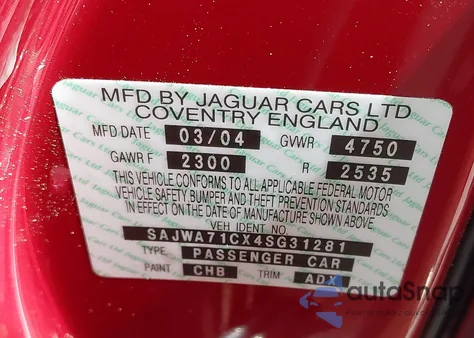 MFD BY JAGUAR CARS LTD
COVENTRY ENGLAND
MFD DATE 03/04 GVWR 4750
GAWR F 2300 R 2535
THIS VEHICLE CONFORMS TO ALL APPLICABLE FEDERAL MOTOR
VEHICLE SAFETY BUMPER AND THEFT PREVENTION STANDARDS
IN EFFECT ON THE DATE OF MANUFACTURE SHOWN ABOVE.
VEH IDENT NO.
SAJWA71CX4SG31281
TYPE PASSENGER CAR
PAINT CHB TRIM ADX
autoSnap